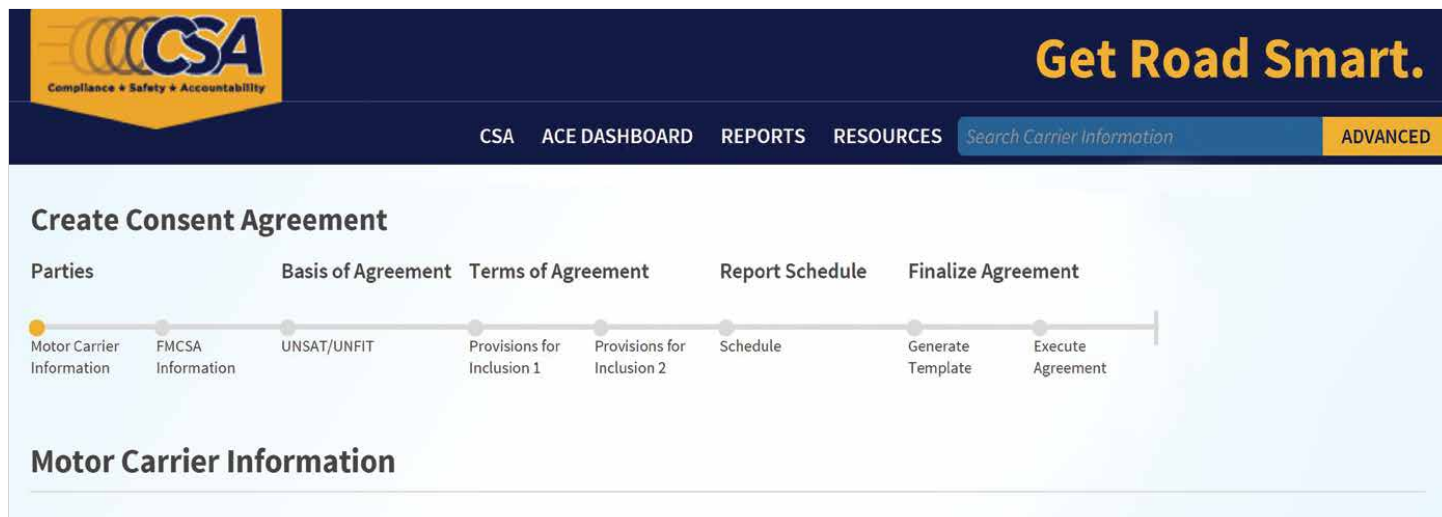 CSA
Compliance ★ Safety ★ Accountability
Get Road Smart.
CSA ACE DASHBOARD REPORTS RESOURCES Search Carrier Information ADVANCED
Create Consent Agreement
Parties Basis of Agreement Terms of Agreement Report Schedule Finalize Agreement
Motor Carrier FMCSA UNSAT/UNFIT Provisions for Provisions for Schedule Generate Execute
Information Information Inclusion 1 Inclusion 2 Template Agreement
Motor Carrier Information